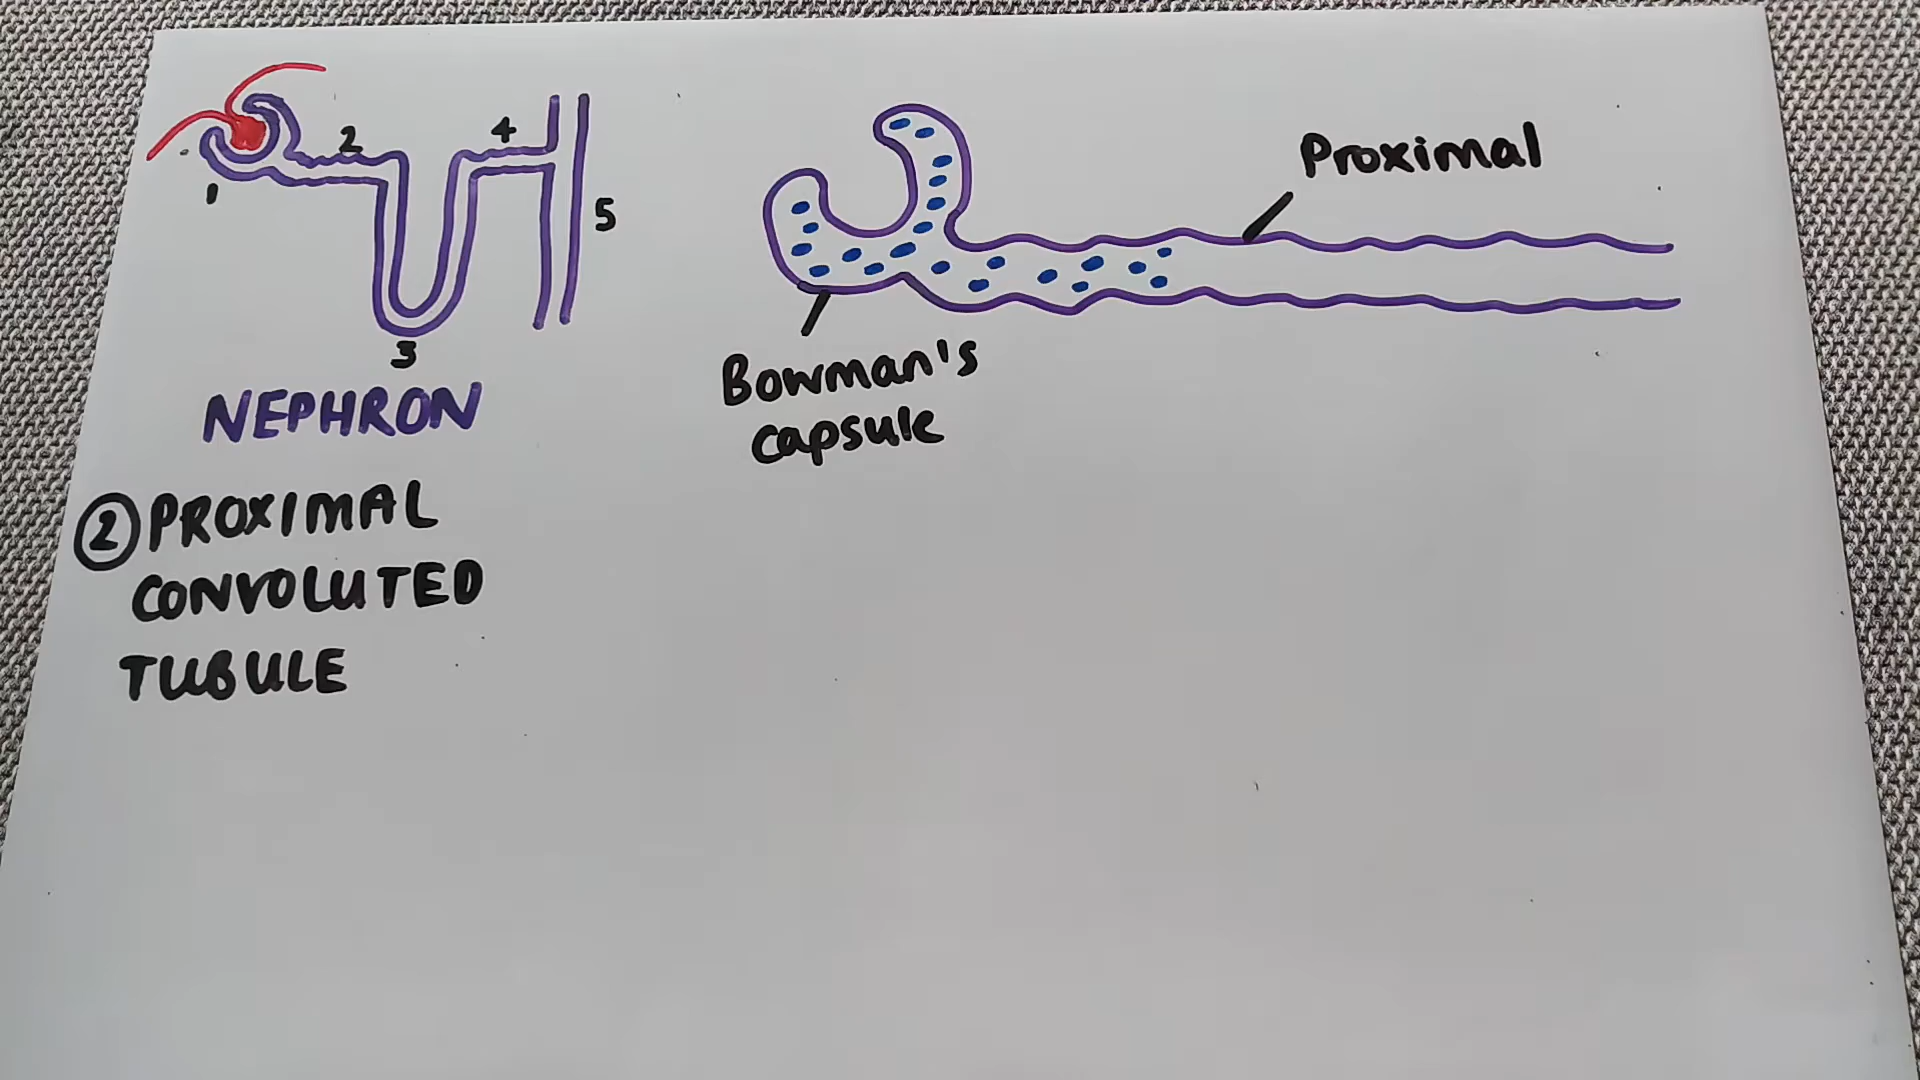 1
2
3
4
5
NEPHRON
② PROXIMAL
CONVOLUTED
TUBULE
Proximal
Bowman's
capsule